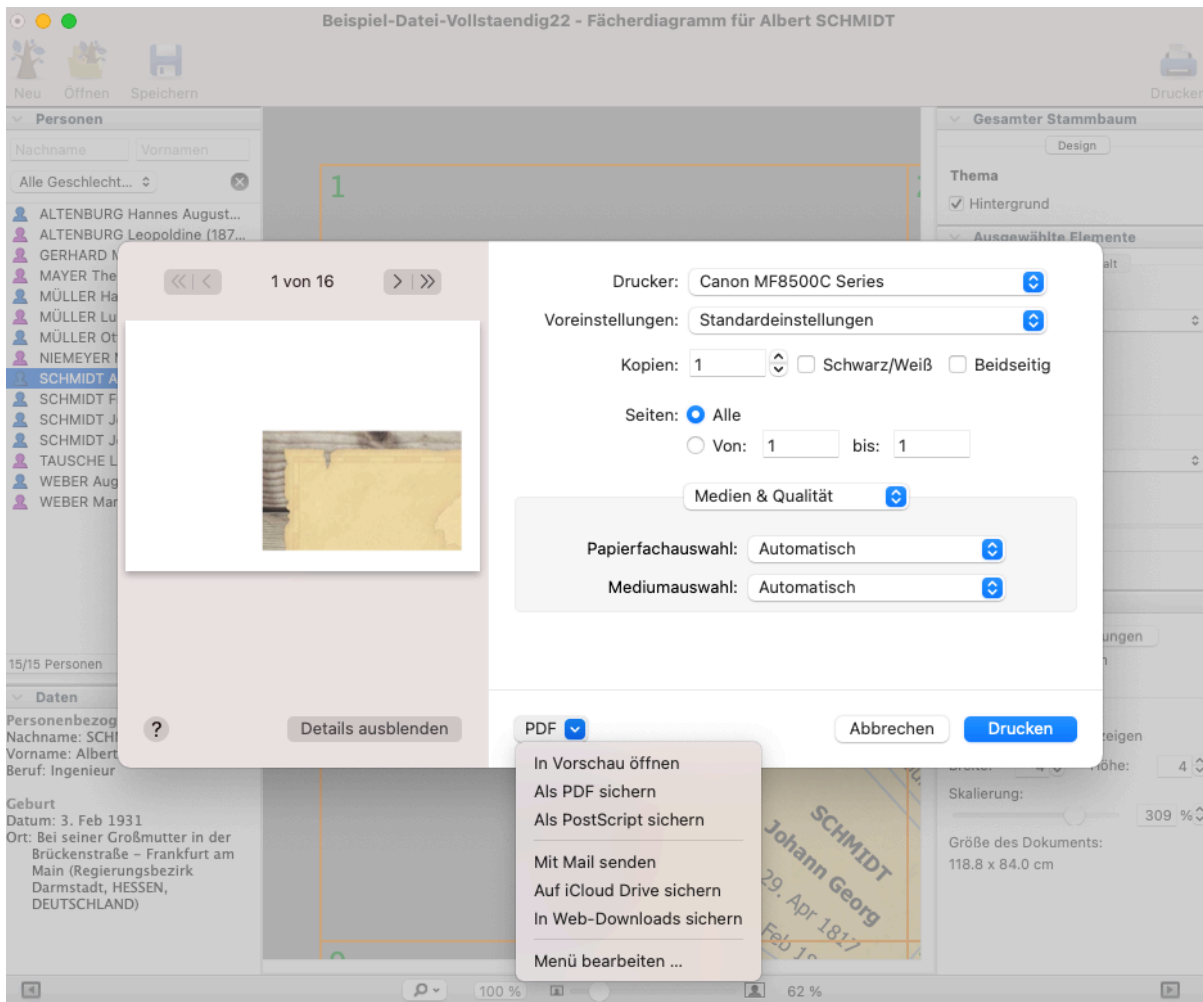 Beispiel-Datei-Vollstaendig22 - Fächerdiagramm für Albert SCHMIDT
Neu Öffnen Speichern
Drucken
Personen
Nachname Vornamen
Alle Geschlecht...
ALTENBURG Hannes August...
ALTENBURG Leopoldine (187...
GERHARD
MAYER The
MÜLLER Ha
MÜLLER Lu
MÜLLER Ot
NIEMEYER
SCHMIDT A
SCHMIDT F
SCHMIDT J
SCHMIDT J
TAUSCHE L
WEBER Aug
WEBER Mar
15/15 Personen
Daten
Personenbezog
Nachname: SCH
Vorname: Albert
Beruf: Ingenieur
Geburt
Datum: 3. Feb 1931
Ort: Bei seiner Großmutter in der
Brückenstraße – Frankfurt am
Main (Regierungsbezirk
Darmstadt, HESSEN,
DEUTSCHLAND)
1
1 von 16
Details ausblenden
?
Drucker: Canon MF8500C Series
Voreinstellungen: Standardeinstellungen
Kopien: 1 Schwarz/Weiß Beidseitig
Seiten: Alle
Von: 1 bis: 1
Medien & Qualität
Papierfachauswahl: Automatisch
Mediumauswahl: Automatisch
PDF
Abbrechen Drucken
In Vorschau öffnen
Als PDF sichern
Als PostScript sichern
Mit Mail senden
Auf iCloud Drive sichern
In Web-Downloads sichern
Menü bearbeiten ...
SCHMIDT
Johann Georg
29. Apr 1817
Feb
Gesamter Stammbaum
Design
Thema
Hintergrund
Ausgewählte Elemente
alt
ungen
zeigen
Breite: 4 Höhe: 4
Skalierung:
309 %
Größe des Dokuments:
118.8 x 84.0 cm
100 %
62 %